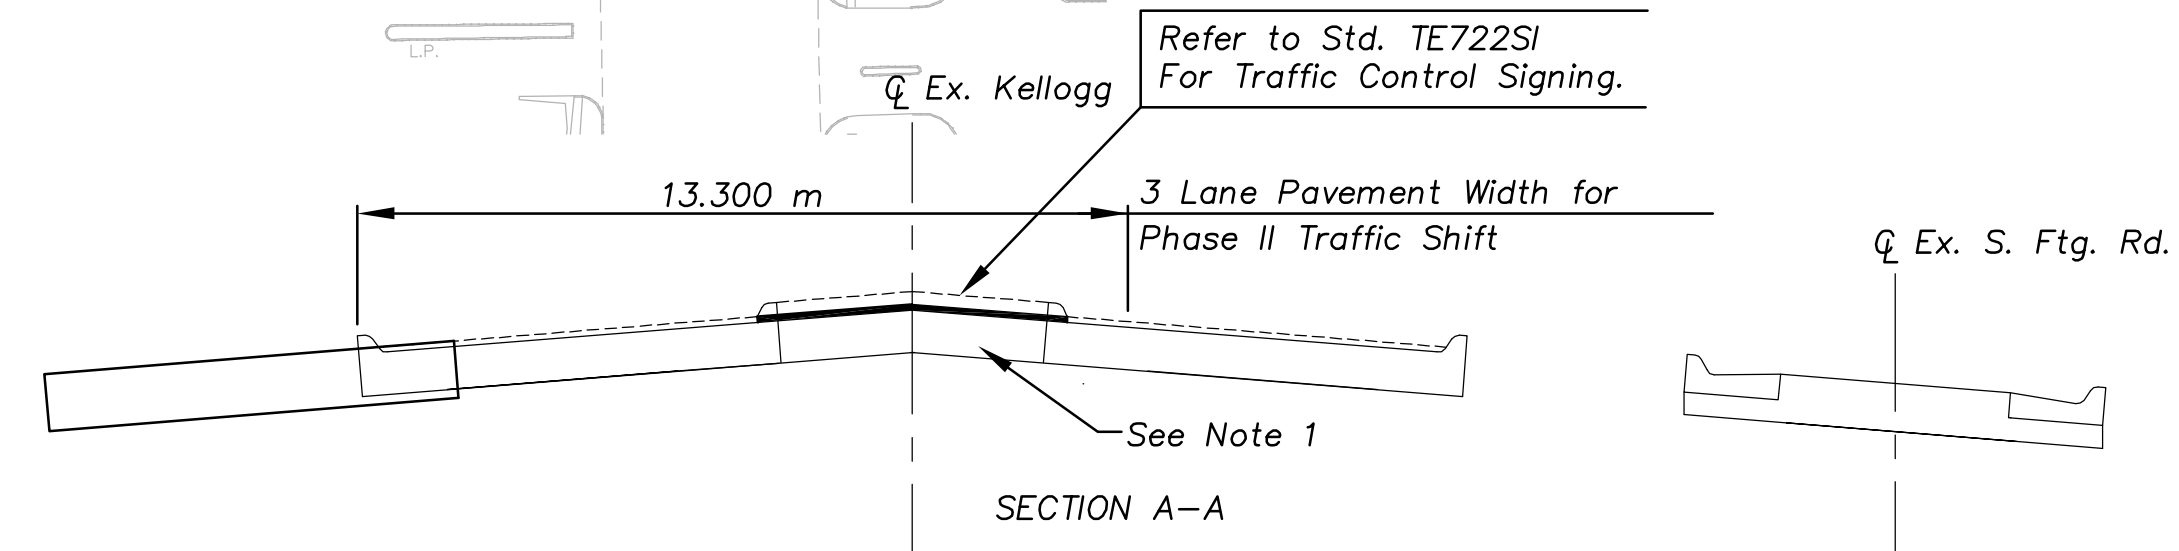 L.P.
Refer to Std. TE722SI
For Traffic Control Signing.
℄ Ex. Kellogg
13.300 m
3 Lane Pavement Width for
Phase II Traffic Shift
℄ Ex. S. Ftg. Rd.
See Note 1
SECTION A-A